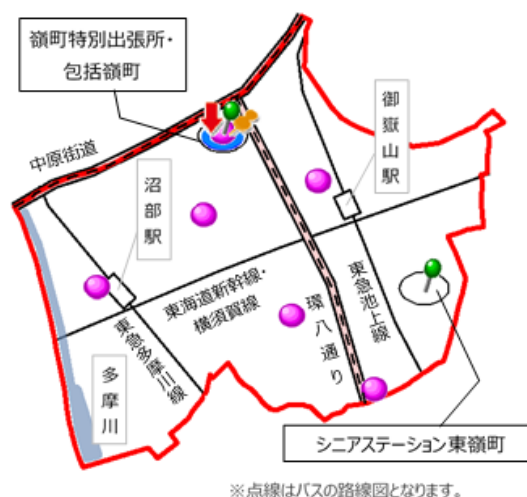 嶺町特別出張所・
包括嶺町
中原街道
御嶽山駅
沼部駅
東海道新幹線・
横須賀線
東急多摩川線
環八通り
東急池上線
多摩川
シニアステーション東嶺町
※点線はバスの路線図となります。